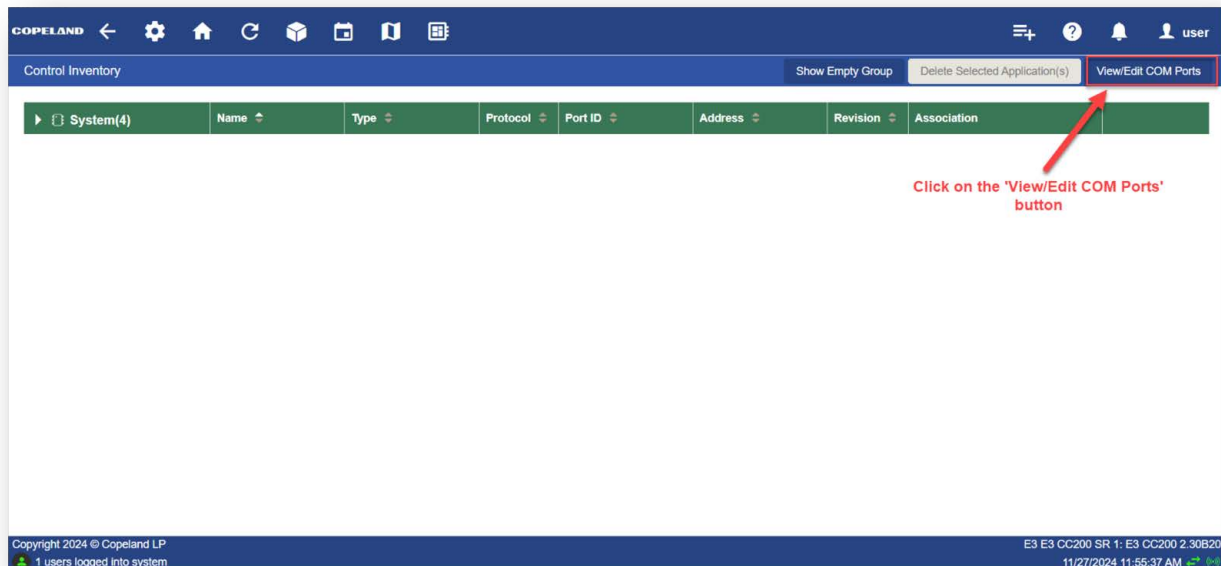 COPELAND
user
Control Inventory
Show Empty Group
Delete Selected Application(s)
View/Edit COM Ports
System(4)
Name
Type
Protocol
Port ID
Address
Revision
Association
Click on the 'View/Edit COM Ports'
button
Copyright 2024 © Copeland LP
E3 E3 CC200 SR 1: E3 CC200 2.30B20
1 users logged into system
11/27/2024 11:55:37 AM